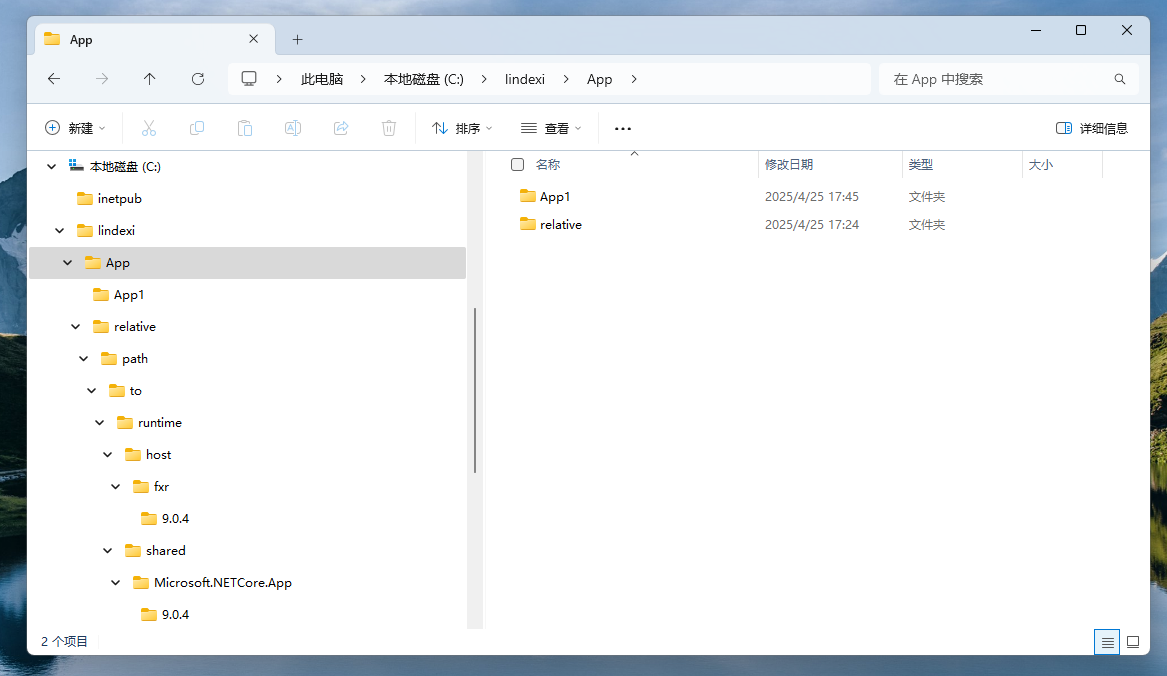 App
此电脑 本地磁盘 (C:) lindexi App 在 App 中搜索
新建 排序 查看 详细信息
本地磁盘 (C:)
inetpub
lindexi
App
App1
relative
path
to
runtime
host
fxr
9.0.4
shared
Microsoft.NETCore.App
9.0.4
名称 修改日期 类型 大小
App1 2025/4/25 17:45 文件夹
relative 2025/4/25 17:24 文件夹
2 个项目